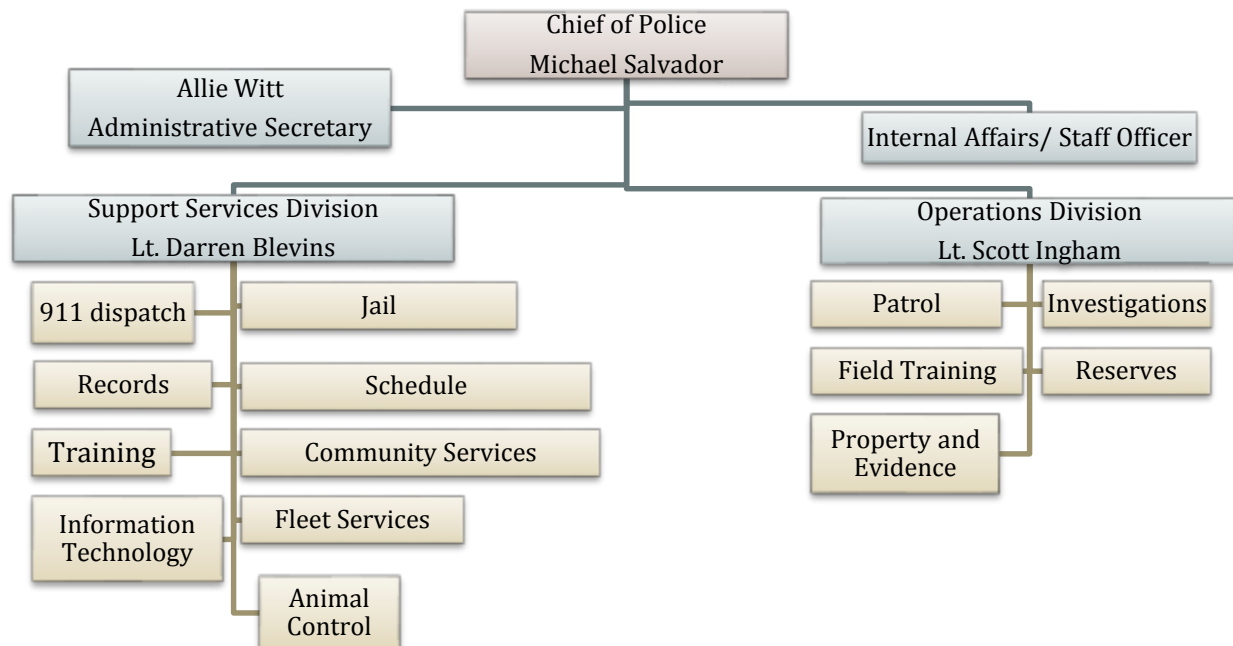 Chief of Police
Michael Salvador
Allie Witt
Administrative Secretary
Internal Affairs/ Staff Officer
Support Services Division
Lt. Darren Blevins
Operations Division
Lt. Scott Ingham
911 dispatch
Jail
Records
Schedule
Training
Community Services
Information
Technology
Fleet Services
Animal
Control
Patrol
Investigations
Field Training
Reserves
Property and
Evidence